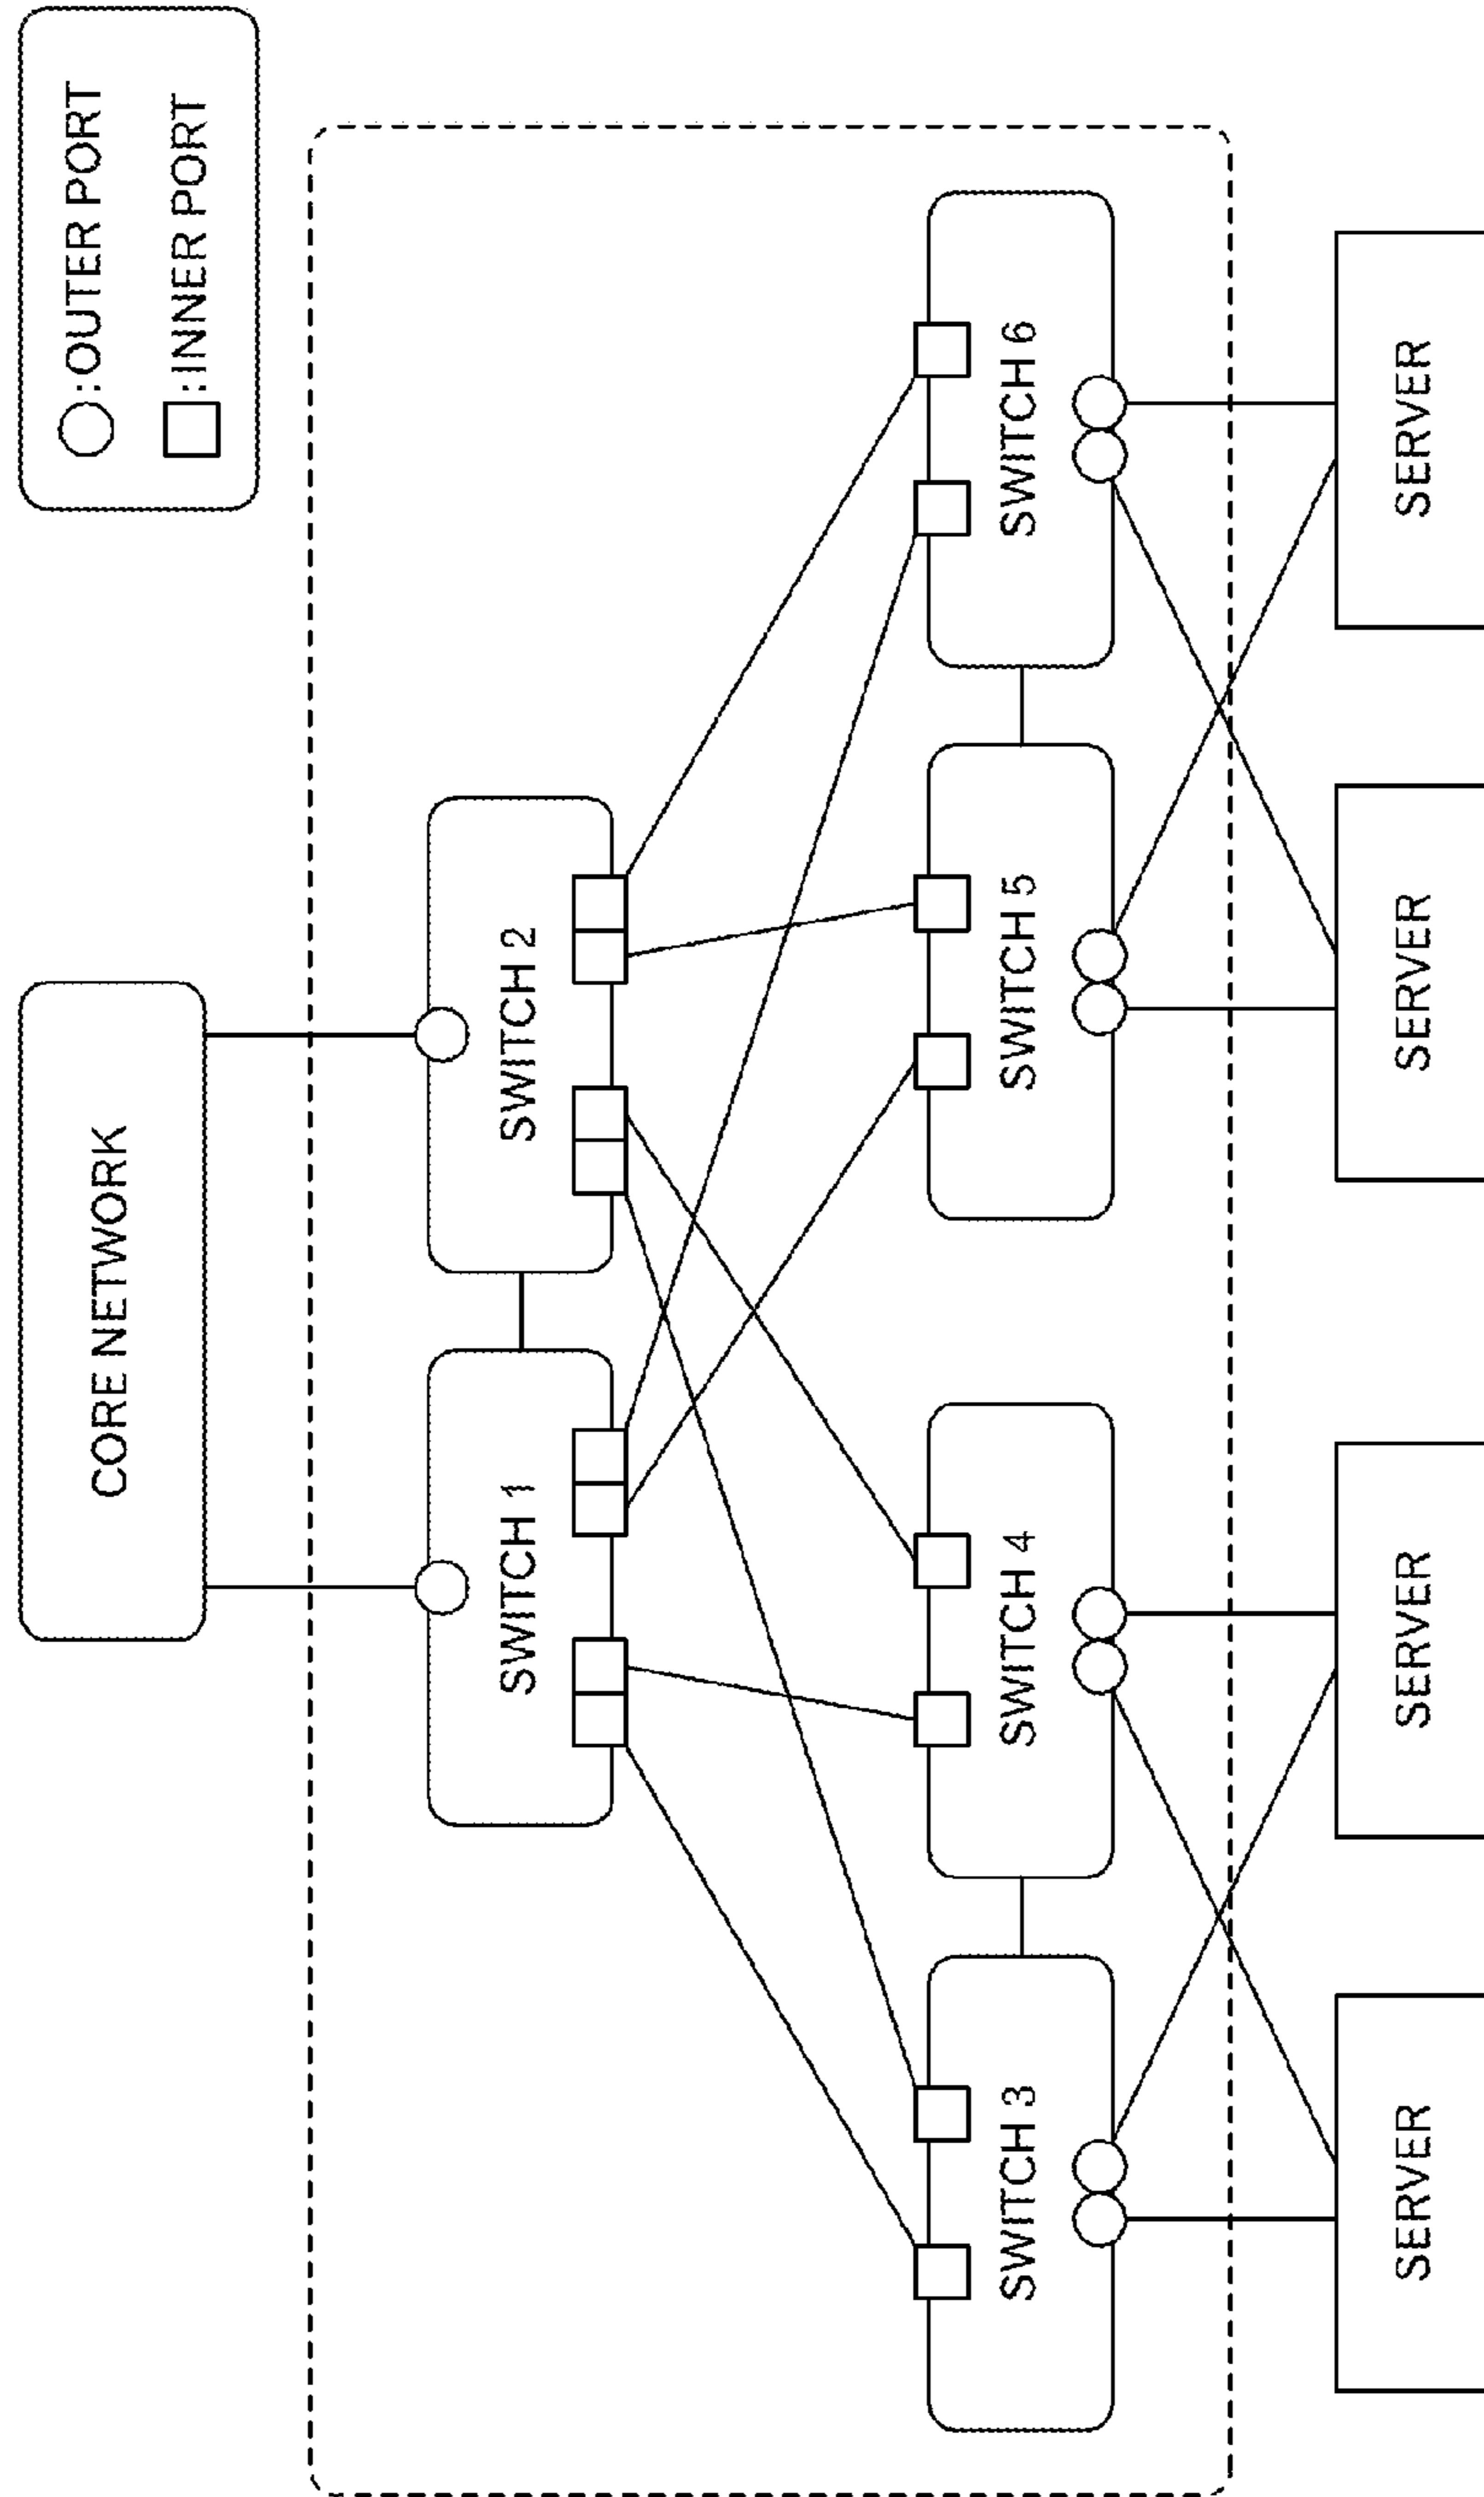 : OUTER PORT
: INNER PORT
CORE NETWORK
SWITCH 1
SWITCH 2
SWITCH 3
SWITCH 4
SWITCH 5
SWITCH 6
SERVER
SERVER
SERVER
SERVER